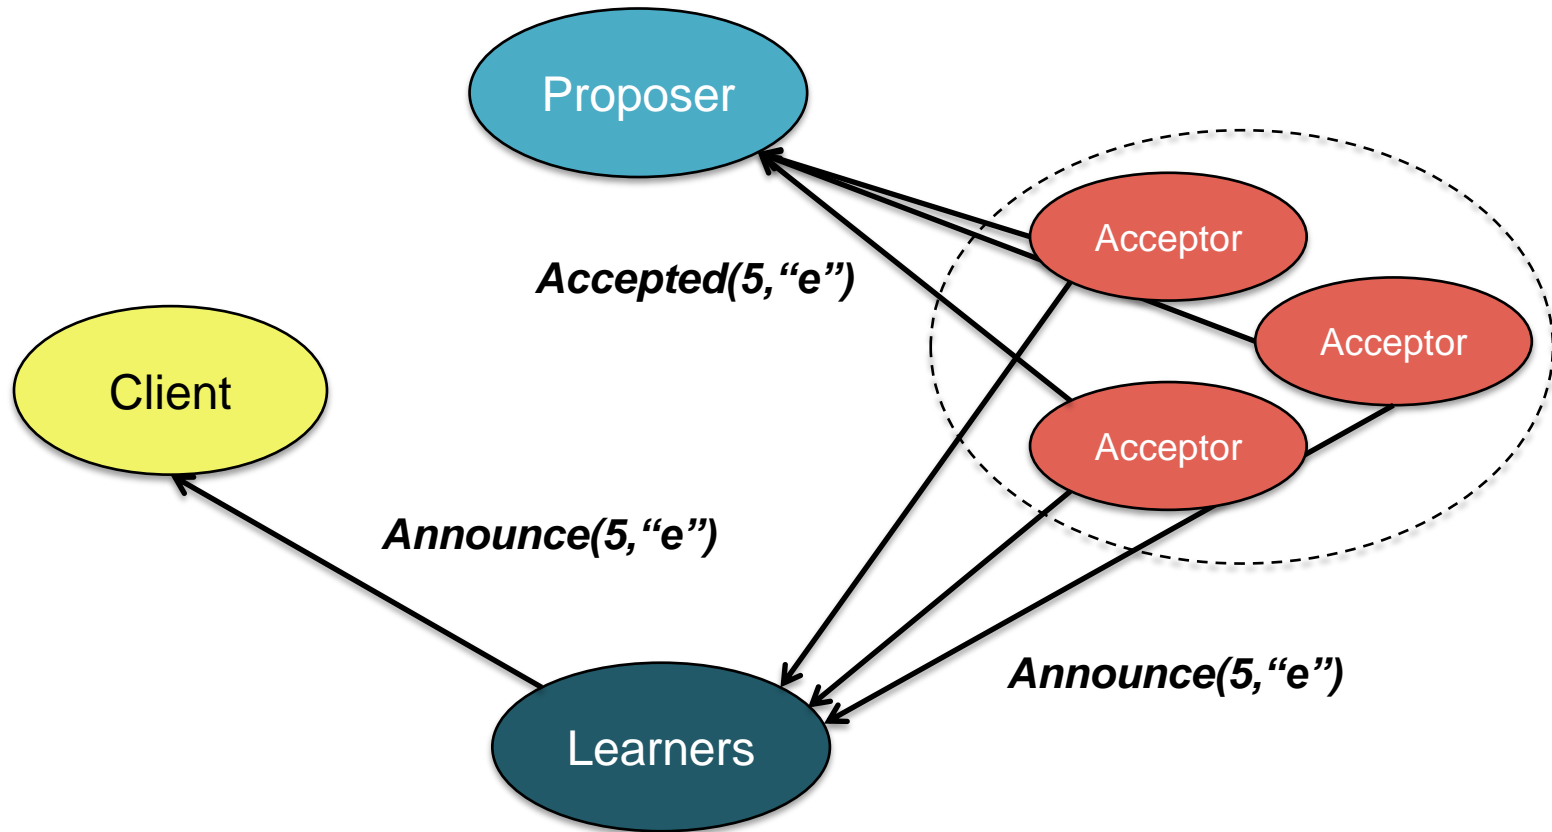 Proposer
Acceptor
Accepted(5,“e”)
Acceptor
Client
Acceptor
Announce(5,“e”)
Announce(5,“e”)
Learners